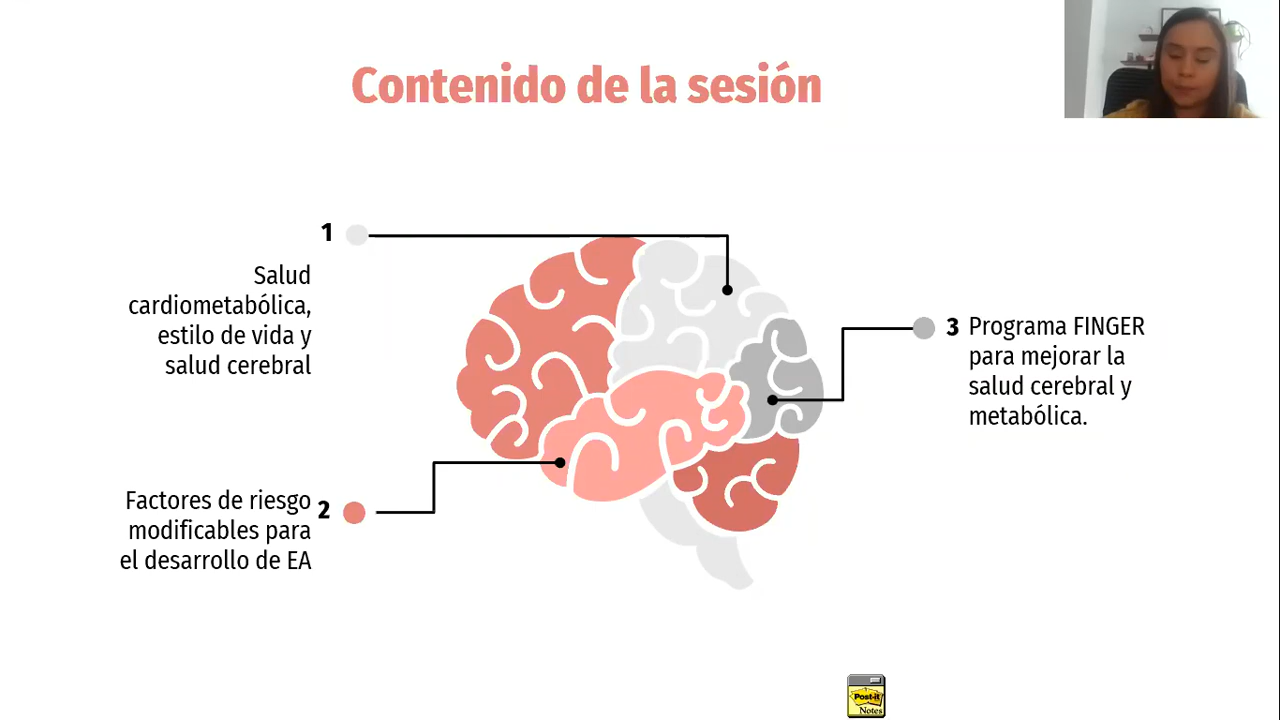 Contenido de la sesión
1
Salud
cardiometabólica,
estilo de vida y
salud cerebral
Factores de riesgo
modificables para
el desarrollo de EA
2
3
Programa FINGER
para mejorar la
salud cerebral y
metabólica.
Post-it
Notes